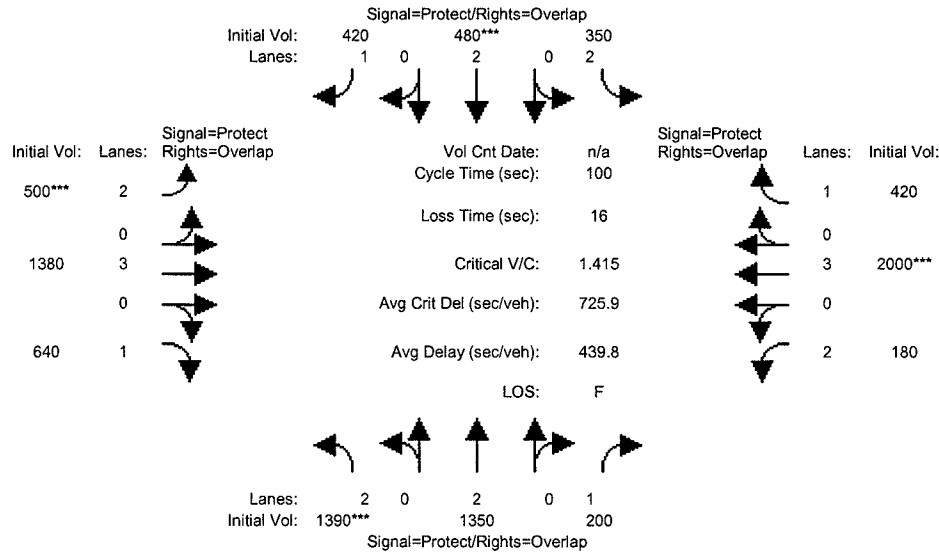 Signal=Protect/Rights=Overlap
Initial Vol: 420 480*** 350
Lanes: 1 0 2 0 2
Signal=Protect
Rights=Overlap
Initial Vol: Lanes:
500*** 2
0
1380 3
0
640 1
Vol Cnt Date: n/a
Cycle Time (sec): 100
Loss Time (sec): 16
Critical V/C: 1.415
Avg Crit Del (sec/veh): 725.9
Avg Delay (sec/veh): 439.8
LOS: F
Signal=Protect
Rights=Overlap
Lanes: Initial Vol:
1 420
0
3 2000***
0
2 180
Lanes: 2 0 2 0 1
Initial Vol: 1390*** 1350 200
Signal=Protect/Rights=Overlap